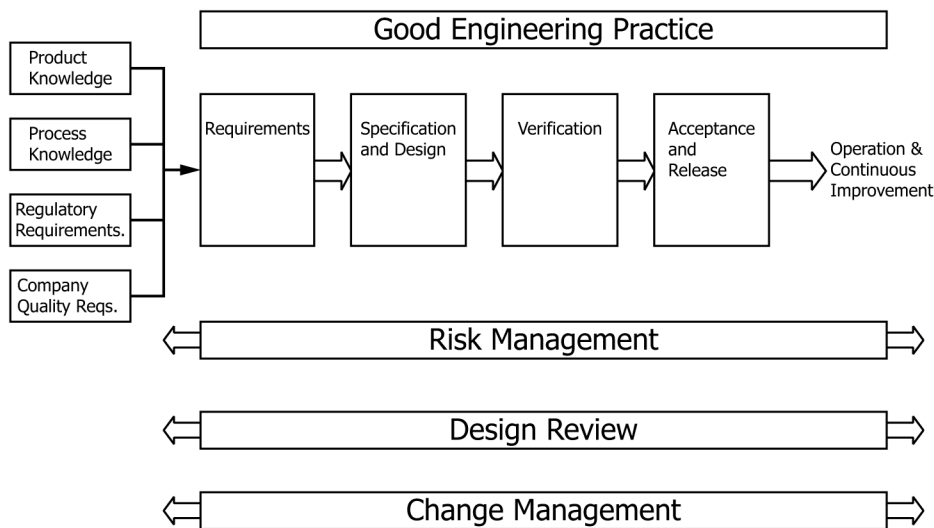 Good Engineering Practice
Product
Knowledge
Process
Knowledge
Regulatory
Requirements.
Company
Quality Reqs.
Requirements
Specification
and Design
Verification
Acceptance
and
Release
Operation &
Continuous
Improvement
Risk Management
Design Review
Change Management